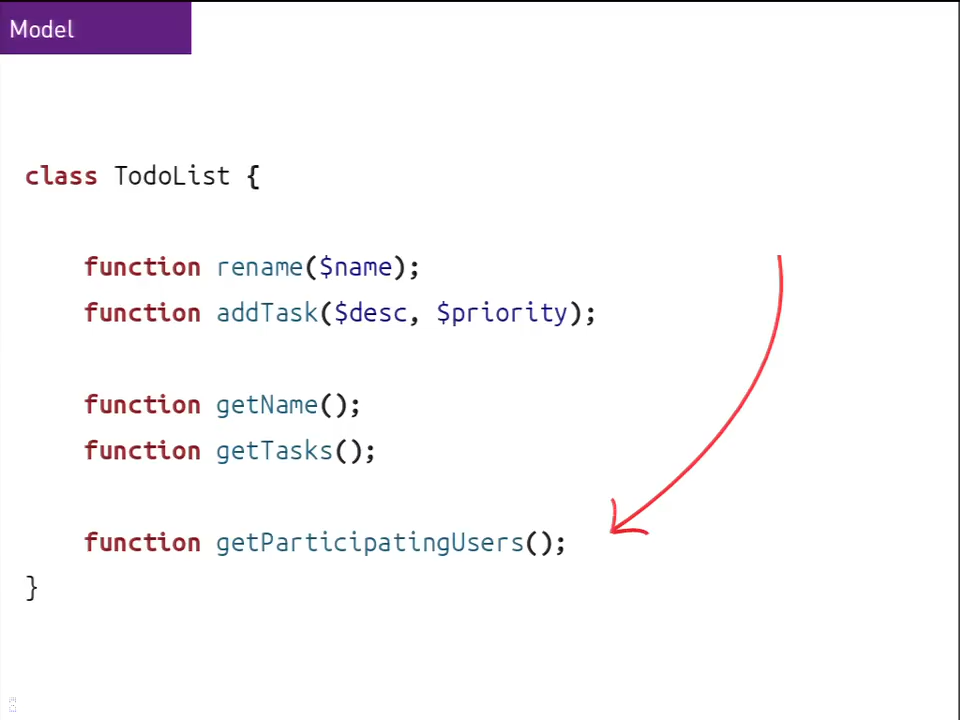 Model
class TodoList {
function rename($name);
function addTask($desc, $priority);
function getName();
function getTasks();
function getParticipatingUsers();
}